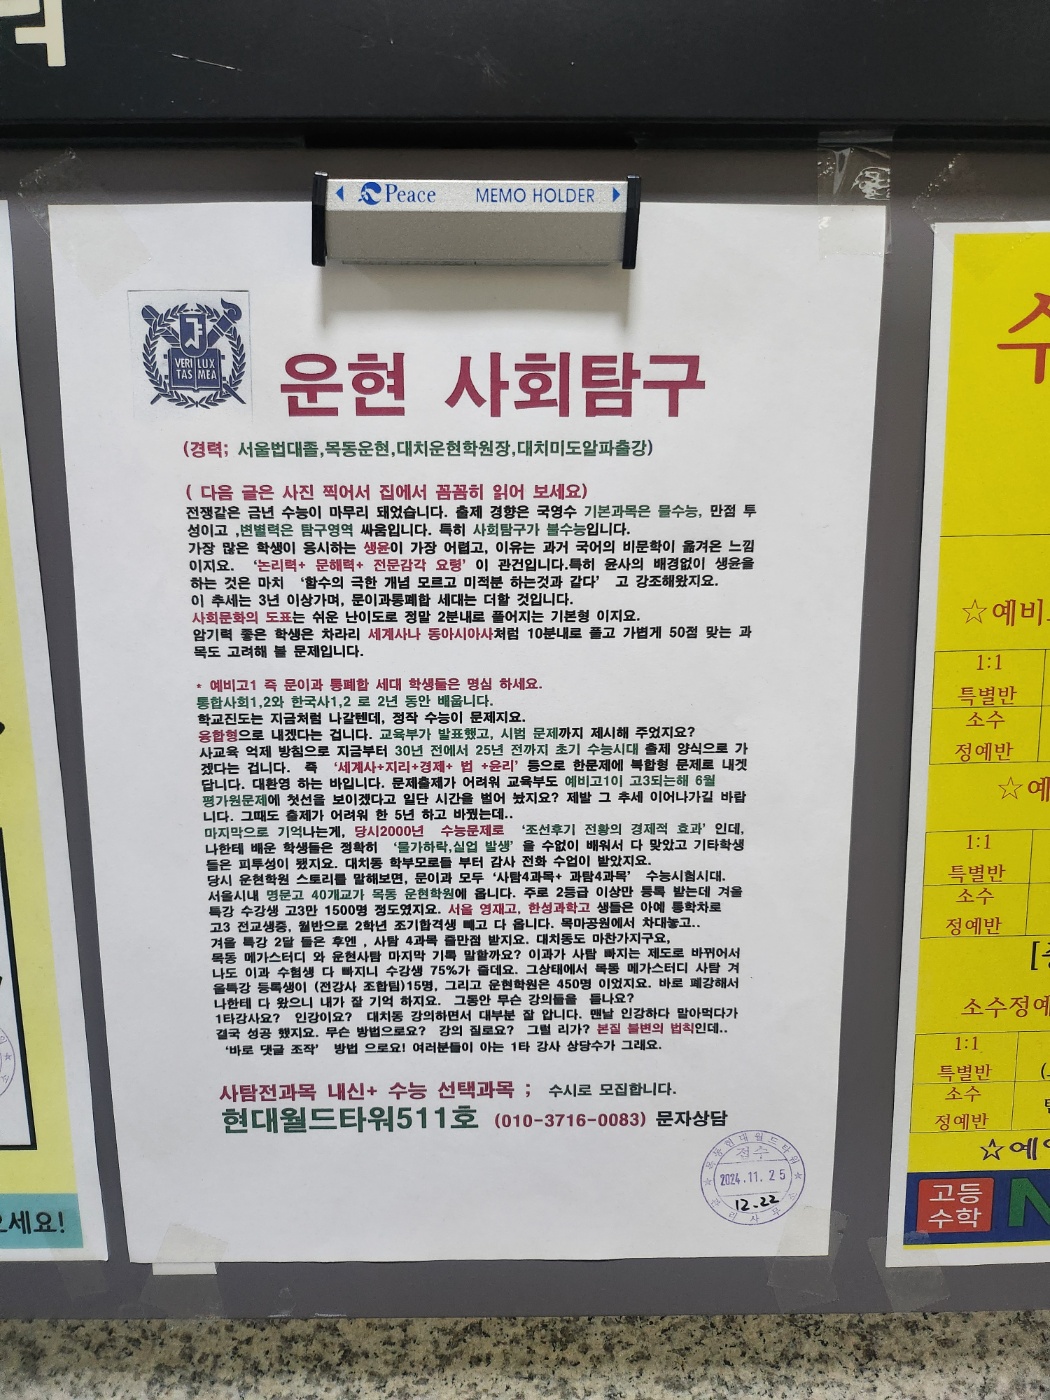 Peace MEMO HOLDER
VERI LUX
TAS MEA
운현 사회탐구
(경력; 서울법대졸,목동운현,대치운현학원장,대치미도알파출강)
( 다음 글은 사진 찍어서 집에서 꼼꼼히 읽어 보세요)
전쟁같은 금년 수능이 마무리 돼었습니다. 출제 경향은 국영수 기본과목은 물수능, 만점 투
성이고 ,변별력은 탐구영역 싸움입니다. 특히 사회탐구가 불수능입니다.
가장 많은 학생이 응시하는 생윤이 가장 어렵고, 이유는 과거 국어의 비문학이 옮겨온 느낌
이지요. ‘논리력+ 문해력+ 전문감각 요령’ 이 관건입니다.특히 윤사의 배경없이 생윤을
하는 것은 마치 ‘함수의 극한 개념 모르고 미적분 하는것과 같다’ 고 강조해왔지요.
이 추세는 3년 이상가며, 문이과통폐합 세대는 더할 것입니다.
사회문화의 도표는 쉬운 난이도로 정말 2분내로 풀어지는 기본형 이지요.
암기력 좋은 학생은 차라리 세계사나 동아시아사처럼 10분내로 풀고 가볍게 50점 맞는 과
목도 고려해 볼 문제입니다.
* 예비고1 즉 문이과 통폐합 세대 학생들은 명심 하세요.
통합사회1,2와 한국사1,2 로 2년 동안 배웁니다.
학교진도는 지금처럼 나갈텐데, 정작 수능이 문제지요.
융합형으로 내겠다는 겁니다. 교육부가 발표했고, 시범 문제까지 제시해 주었지요?
사교육 억제 방침으로 지금부터 30년 전에서 25년 전까지 초기 수능시대 출제 양식으로 가
겠다는 겁니다. 즉 ‘세계사+지리+경제+ 법 +윤리’ 등으로 한문제에 복합형 문제로 내겟
답니다. 대환영 하는 바입니다. 문제출제가 어려워 교육부도 예비고1이 고3되는해 6월
평가원문제에 첫선을 보이겠다고 일단 시간을 벌어 놨지요? 제발 그 추세 이어나가길 바랍
니다. 그때도 출제가 어려워 한 5년 하고 바꿨는데..
마지막으로 기억나는게, 당시2000년 수능문제로 ‘조선후기 전황의 경제적 효과’ 인데,
나한테 배운 학생들은 정확히 ‘물가하락,실업 발생’ 을 수없이 배워서 다 맞았고 기타학생
들은 피투성이 됐지요. 대치동 학부모로들 부터 감사 전화 수업이 받았지요.
당시 운현학원 스토리를 말해보면, 문이과 모두 ‘사탐4과목+ 과탐4과목’ 수능시험시대.
서울시내 명문고 40개교가 목동 운현학원에 옵니다. 주로 2등급 이상만 등록 받는데 겨울
특강 수강생 고3만 1500명 정도였지요. 서울 영재고, 한성과학고 생들은 아예 통학차로
고3 전교생중, 월반으로 2학년 조기합격생 빼고 다 옵니다. 목마공원에서 차대놓고..
겨울 특강 2달 들은 후엔 , 사탐 4과목 줄만점 받지요. 대치동도 마찬가지구요,
목동 메가스터디 와 운현사탐 마지막 기록 말할까요? 이과가 사탐 빠지는 제도로 바뀌어서
나도 이과 수험생 다 빠지니 수강생 75%가 줄데요. 그상태에서 목동 메가스터디 사탐 겨
울특강 등록생이 (전강사 조합팀)15명, 그리고 운현학원은 450명 이었지요. 바로 폐강해서
나한테 다 왔으니 내가 잘 기억 하지요. 그동안 무슨 강의들을 들나요?
1타강사요? 인강이요? 대치동 강의하면서 대부분 잘 압니다. 맨날 인강하다 말아먹다가
결국 성공 했지요. 무슨 방법으로요? 강의 질로요? 그럴 리가? 본질 불변의 법칙인데..
‘바로 댓글 조작’ 방법 으로요! 여러분들이 아는 1타 강사 상당수가 그래요.
사탐전과목 내신+ 수능 선택과목 ; 수시로 모집합니다.
현대월드타워511호 (010-3716-0083) 문자상담
목동현대월드타워
접수
2024.11.25
12.22
관리사무소
세요!
☆예비
1:1
특별반
소수
정예반
☆예
1:1
특별반
소수
정예반
소수정예
1:1
특별반
소수
정예반
☆예
고등
수학
N